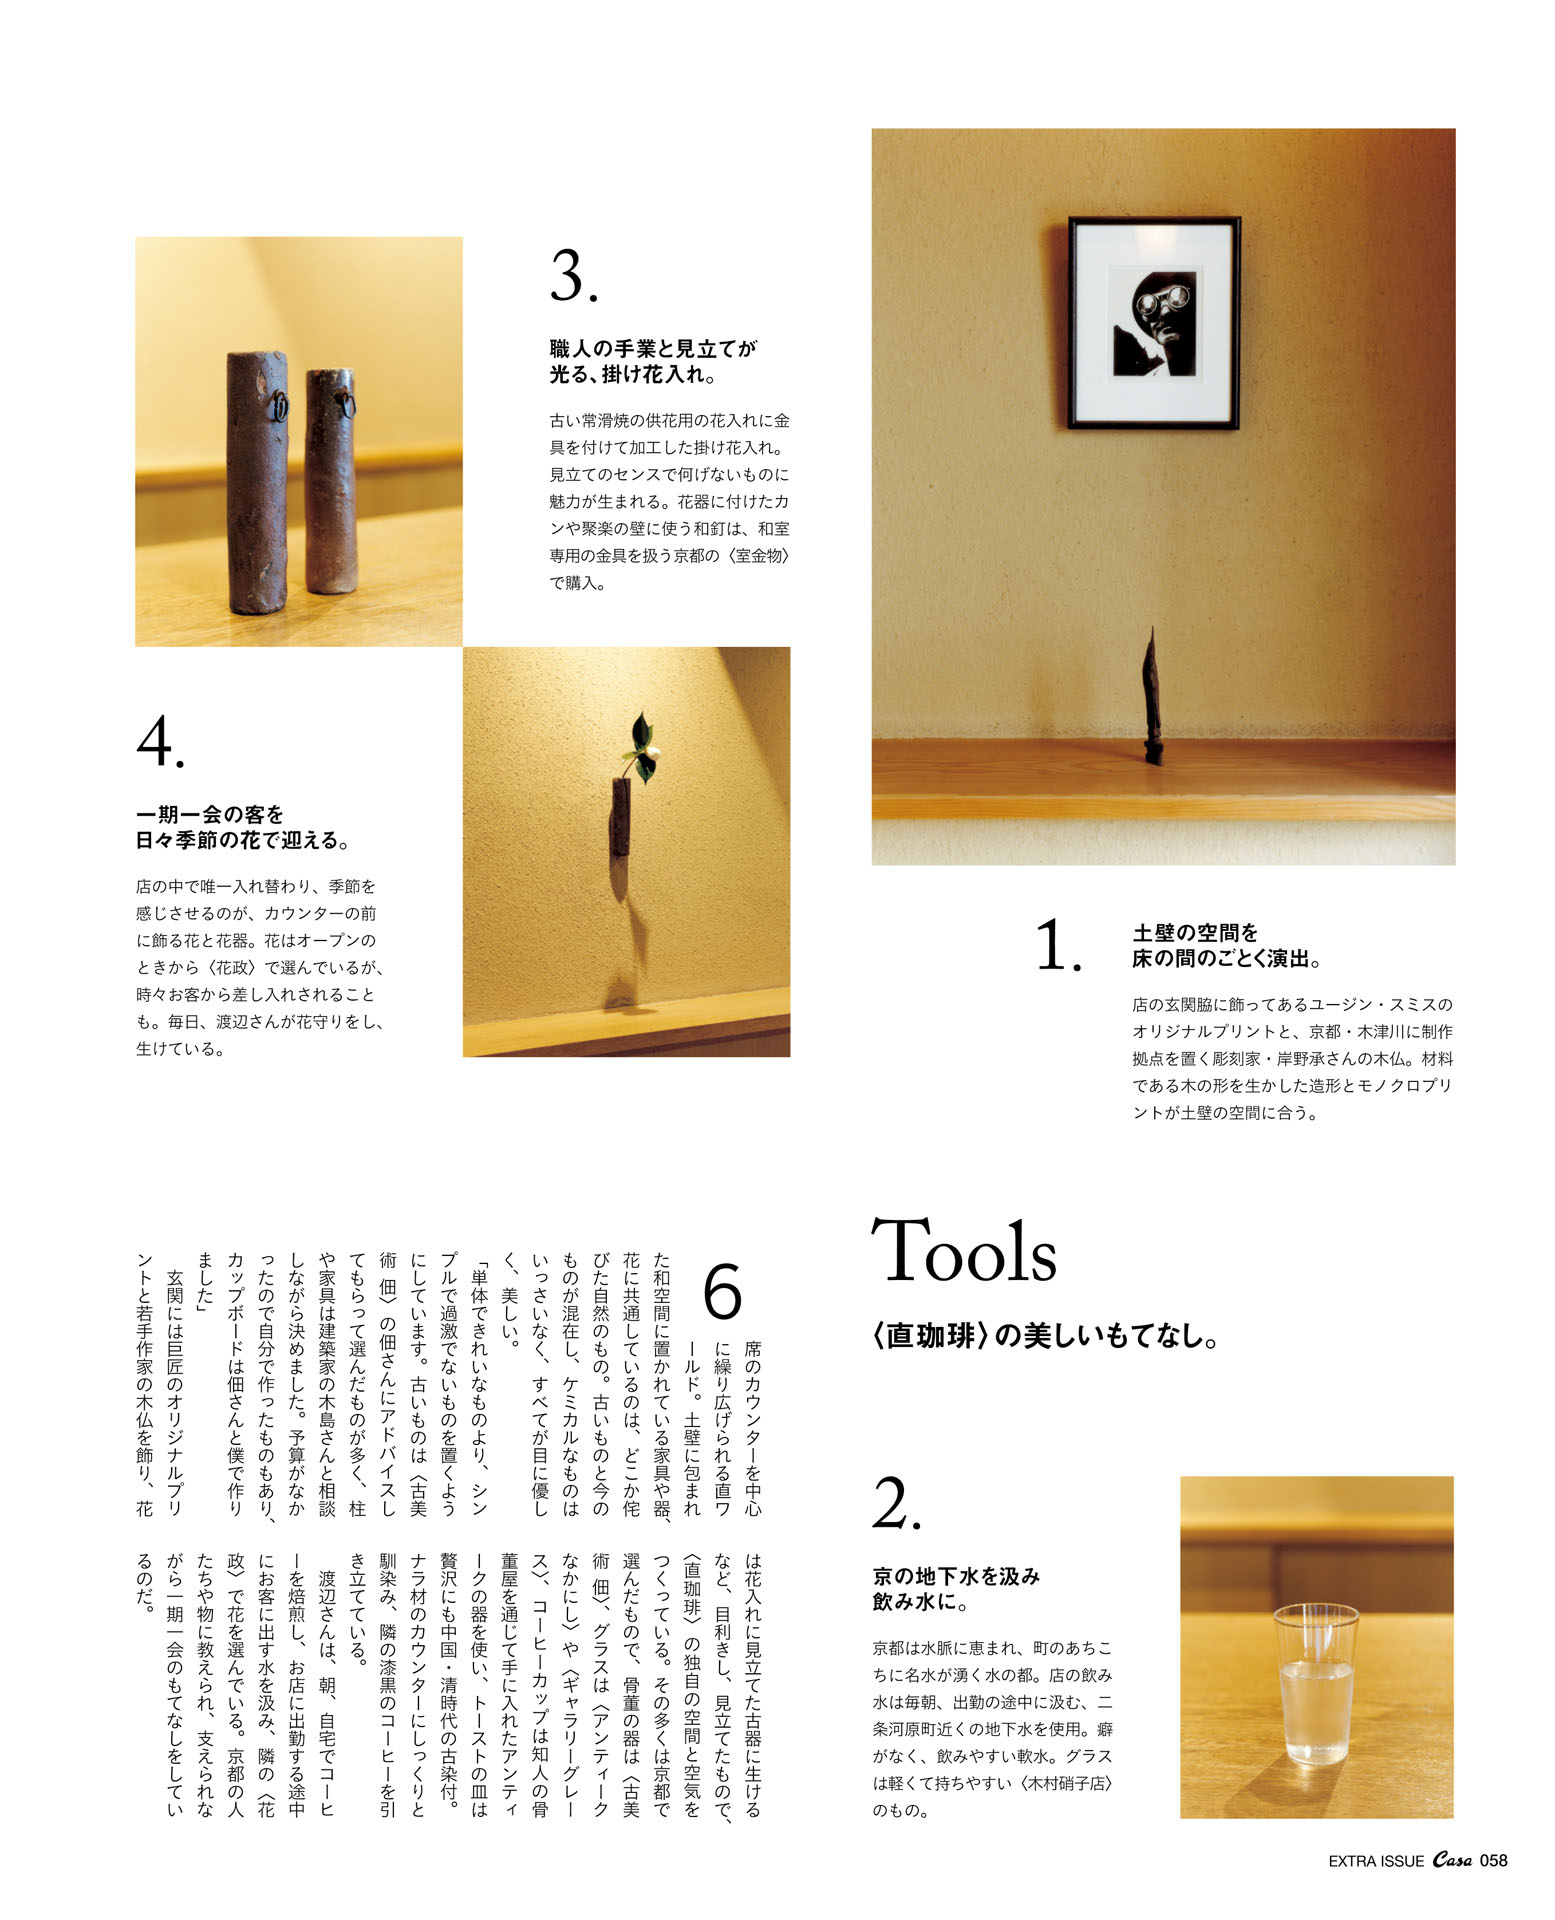 1.
土壁の空間を
床の間のごとく演出。
店の玄関脇に飾ってあるユージン・スミスの
オリジナルプリントと、京都・木津川に制作
拠点を置く彫刻家・岸野承さんの木仏。材料
である木の形を生かした造形とモノクロプリ
ントが土壁の空間に合う。
Tools
〈直珈琲〉の美しいもてなし。
2.
京の地下水を汲み
飲み水に。
京都は水脈に恵まれ、町のあちこ
ちに名水が湧く水の都。店の飲み
水は毎朝、出勤の途中に汲む、二
条河原町近くの地下水を使用。癖
がなく、飲みやすい軟水。グラス
は軽くて持ちやすい〈木村硝子店〉
のもの。
3.
職人の手業と見立てが
光る、掛け花入れ。
古い常滑焼の供花用の花入れに金
具を付けて加工した掛け花入れ。
見立てのセンスで何げないものに
魅力が生まれる。花器に付けたカ
ンや聚楽の壁に使う和釘は、和室
専用の金具を扱う京都の〈室金物〉
で購入。
4.
一期一会の客を
日々季節の花で迎える。
店の中で唯一入れ替わり、季節を
感じさせるのが、カウンターの前
に飾る花と花器。花はオープンの
ときから〈花政〉で選んでいるが、
時々お客から差し入れされること
も。毎日、渡辺さんが花守りをし、
生けている。
6
席のカウンターを中心
に繰り広げられる直ワ
ールド。土壁に包まれ
た和空間に置かれている家具や器、
花に共通しているのは、どこか侘
びた自然のもの。古いものと今の
ものが混在し、ケミカルなものは
いっさいなく、すべてが目に優し
く、美しい。
「単体できれいなものより、シン
プルで過激でないものを置くよう
にしています。古いものは〈古美
術 佃〉の佃さんにアドバイスし
てもらって選んだものが多く、柱
や家具は建築家の木島さんと相談
しながら決めました。予算がなか
ったので自分で作ったものもあり、
カップボードは佃さんと僕で作り
ました」
玄関には巨匠のオリジナルプリ
ントと若手作家の木仏を飾り、花
は花入れに見立てた古器に生ける
など、目利きし、見立てたもので、
〈直珈琲〉の独自の空間と空気を
つくっている。その多くは京都で
選んだもので、骨董の器は〈古美
術 佃〉、グラスは〈アンティーク
なかにし〉や〈ギャラリーグレー
ス〉、コーヒーカップは知人の骨
董屋を通じて手に入れたアンティ
ークの器を使い、トーストの皿は
贅沢にも中国・清時代の古染付。
ナラ材のカウンターにしっくりと
馴染み、隣の漆黒のコーヒーを引
き立てている。
渡辺さんは、朝、自宅でコーヒ
ーを焙煎し、お店に出勤する途中
にお客に出す水を汲み、隣の〈花
政〉で花を選んでいる。京都の人
たちや物に教えられ、支えられな
がら一期一会のもてなしをしてい
るのだ。
EXTRA ISSUE Casa 058